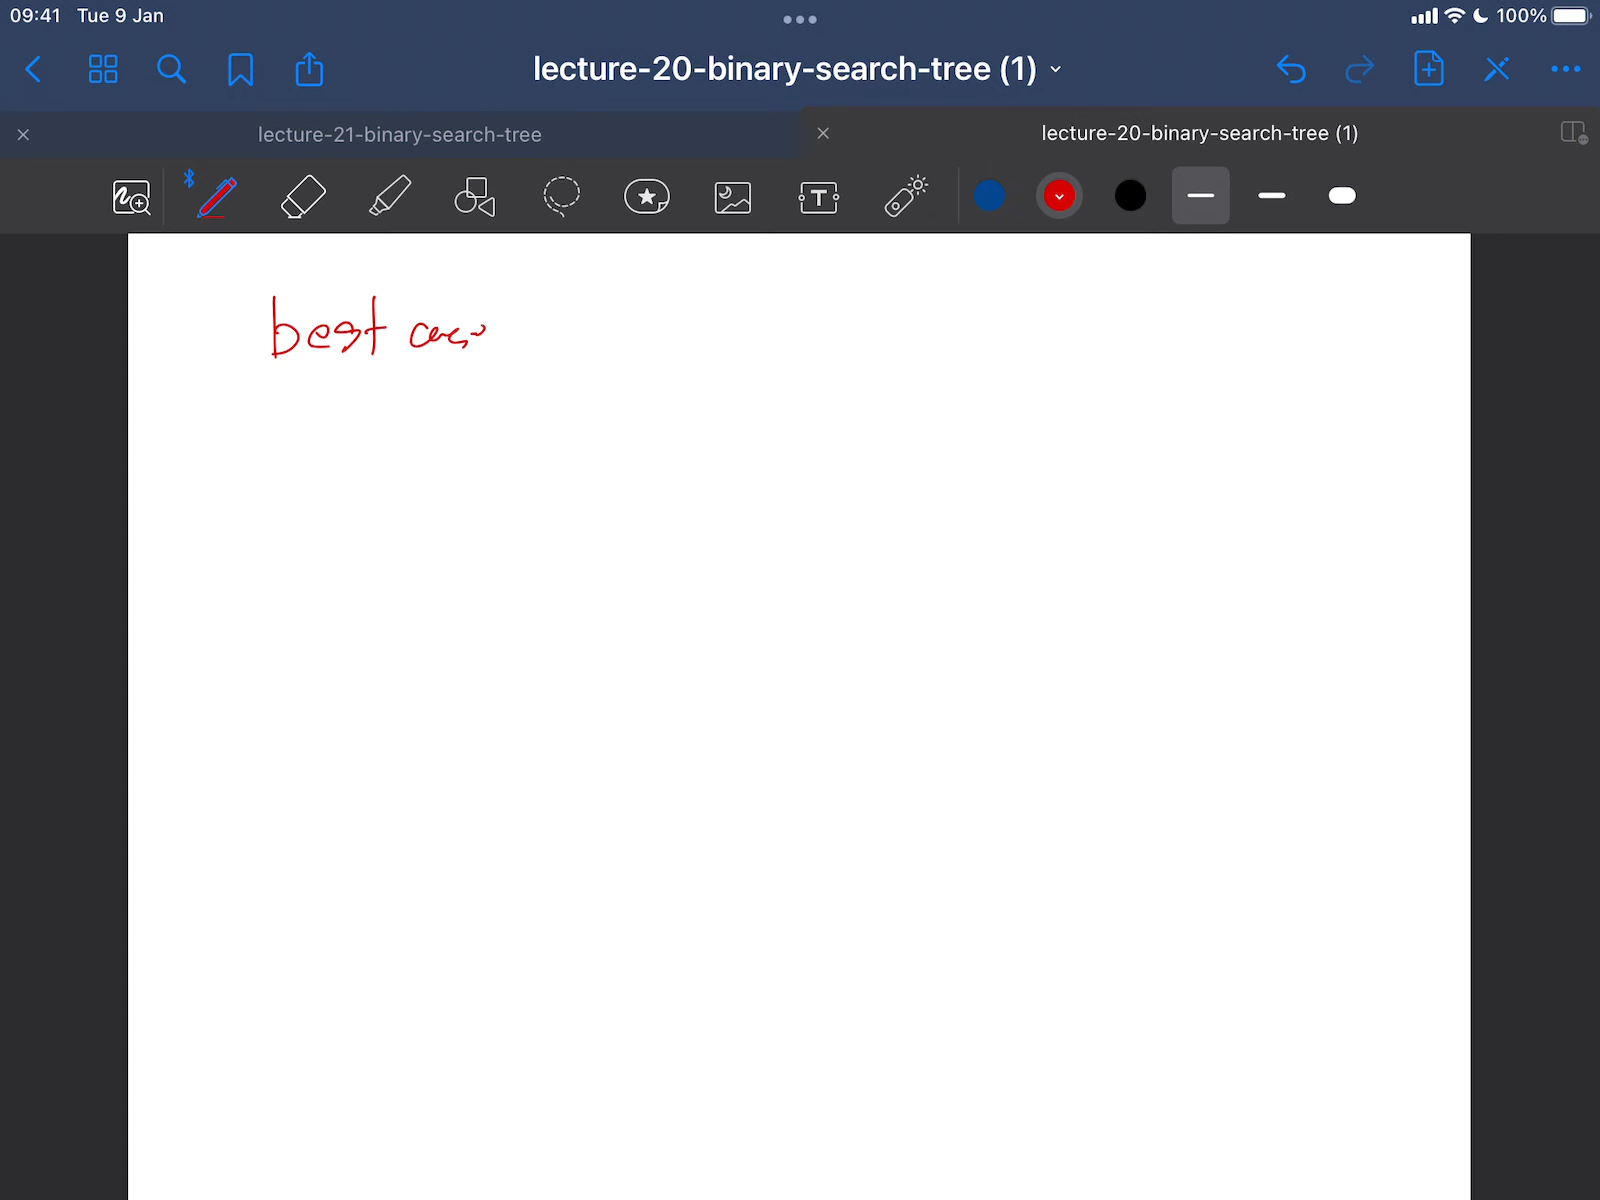 09:41 Tue 9 Jan
100%
lecture-20-binary-search-tree (1)
lecture-21-binary-search-tree
lecture-20-binary-search-tree (1)
T
best case